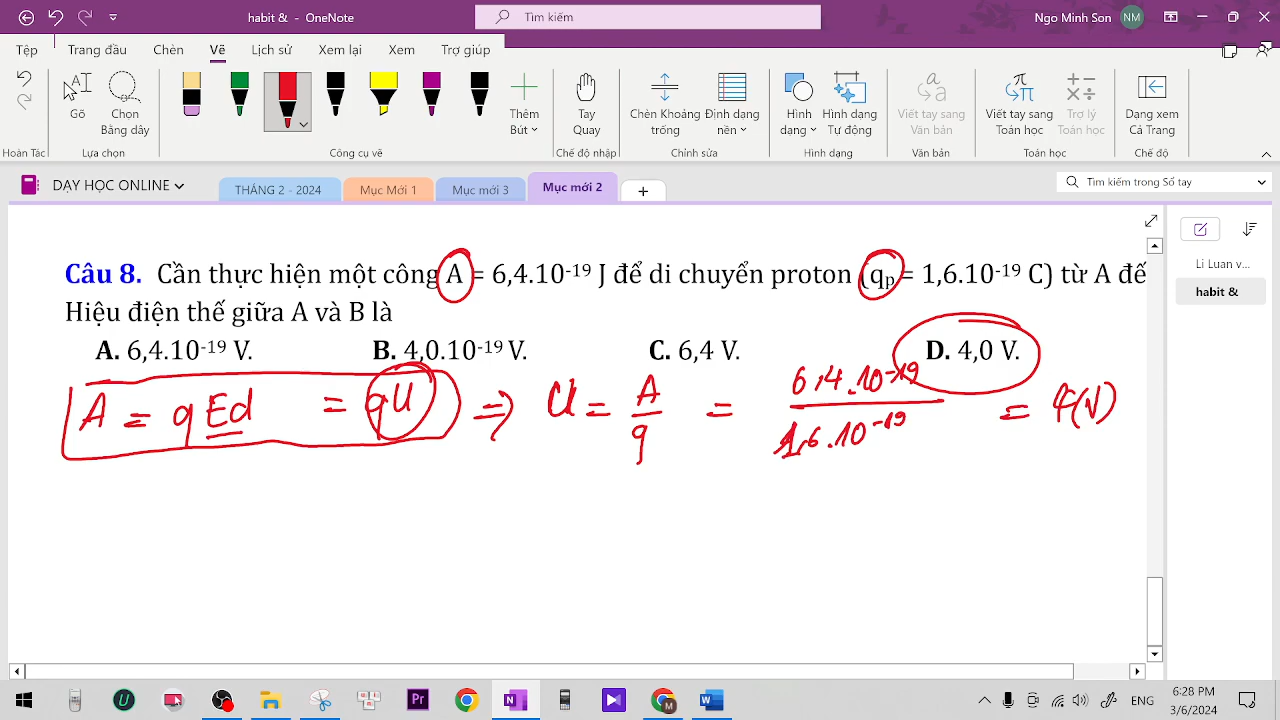 habit & - OneNote
Tìm kiếm
Ngo Minh Son NM
Tệp Trang đầu Chèn Vẽ Lịch sử Xem lại Xem Trợ giúp
Gõ
Chọn Bằng dây
Thêm Bút
Tay Quay
Chên Khoảng trống
Định dạng nền
Hình dạng
Hình dạng Tự động
Viết tay sang Văn bản
Viết tay sang Toán học
Trợ lý Toán học
Dạng xem Cả Trang
Hoàn Tác Lựa chọn Công cụ vẽ Chế độ nhập Chỉnh sửa Hình dạng Văn bản Toán học Chế độ
DẠY HỌC ONLINE THÁNG 2 - 2024 Mục Mới 1 Mục mới 3 Mục mới 2 +
Tìm kiếm trong Sổ tay
Li Luan v...
habit &
Câu 8. Cần thực hiện một công A = 6,4.10⁻¹⁹ J để di chuyển proton (qₚ = 1,6.10⁻¹⁹ C) từ A đế
Hiệu điện thế giữa A và B là
A. 6,4.10⁻¹⁹ V. B. 4,0.10⁻¹⁹ V. C. 6,4 V. D. 4,0 V.
A = qEd = qU => U = A/q = 6,4.10⁻¹⁹ / 1,6.10⁻¹⁹ = 4(V)
ENG
6:28 PM
3/6/2024